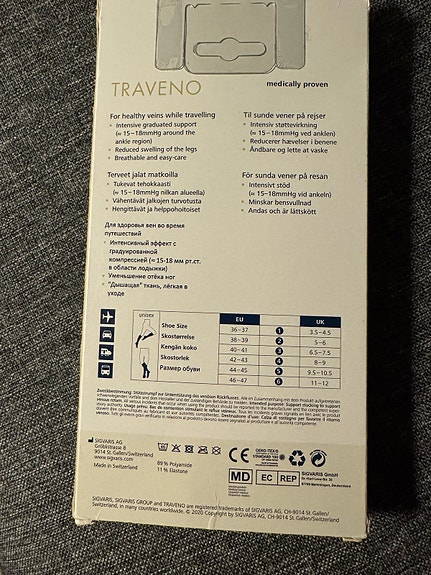 TRAVENO
medically proven
For healthy veins while travelling
Intensive graduated support
(≈ 15–18mmHg around the
ankle region)
Reduced swelling of the legs
Breathable and easy-care
Til sunde vener på rejser
Intensiv støttevirkning
(≈ 15–18mmHg ved anklen)
Reducerer hævelser i benene
Åndbare og lette at vaske
Terveet jalat matkoilla
Tukevat tehokkaasti
(≈ 15–18mmHg nilkan alueella)
Vähentävät jalkojen turvotusta
Hengittävät ja helppohoitoiset
För sunda vener på resan
Intensivt stöd
(≈ 15–18mmHg vid ankeln)
Minskar bensvullnad
Andas och är lättskött
Для здоровья вен во время
путешествий
Интенсивный эффект с
градуированной
компрессией (≈ 15-18 мм рт.ст.
в области лодыжки)
Уменьшение отёка ног
"Дышащая" ткань, лёгкая в
уходе
unisex
Shoe Size
Skostørrelse
Kengän koko
Skostorlek
Размер обуви
EU UK
36–37 1 3.5–4.5
38–39 2 5–6
40–41 3 6.5–7.5
42–43 4 8–9
44–45 5 9.5–10.5
46–47 6 11–12
SIGVARIS AG
Gröblistrasse 8
9014 St. Gallen/Switzerland
www.sigvaris.com
Made in Switzerland
89% Polyamide
11% Elastane
CE
OEKO-TEX®
STANDARD 100
MD
EC REP
SIGVARIS GmbH
SIGVARIS, SIGVARIS GROUP and TRAVENO are registered trademarks of SIGVARIS AG, CH-9014 St. Gallen/
Switzerland, in many countries worldwide. © 2020 Copyright by SIGVARIS AG, CH-9014 St. Gallen/
Switzerland